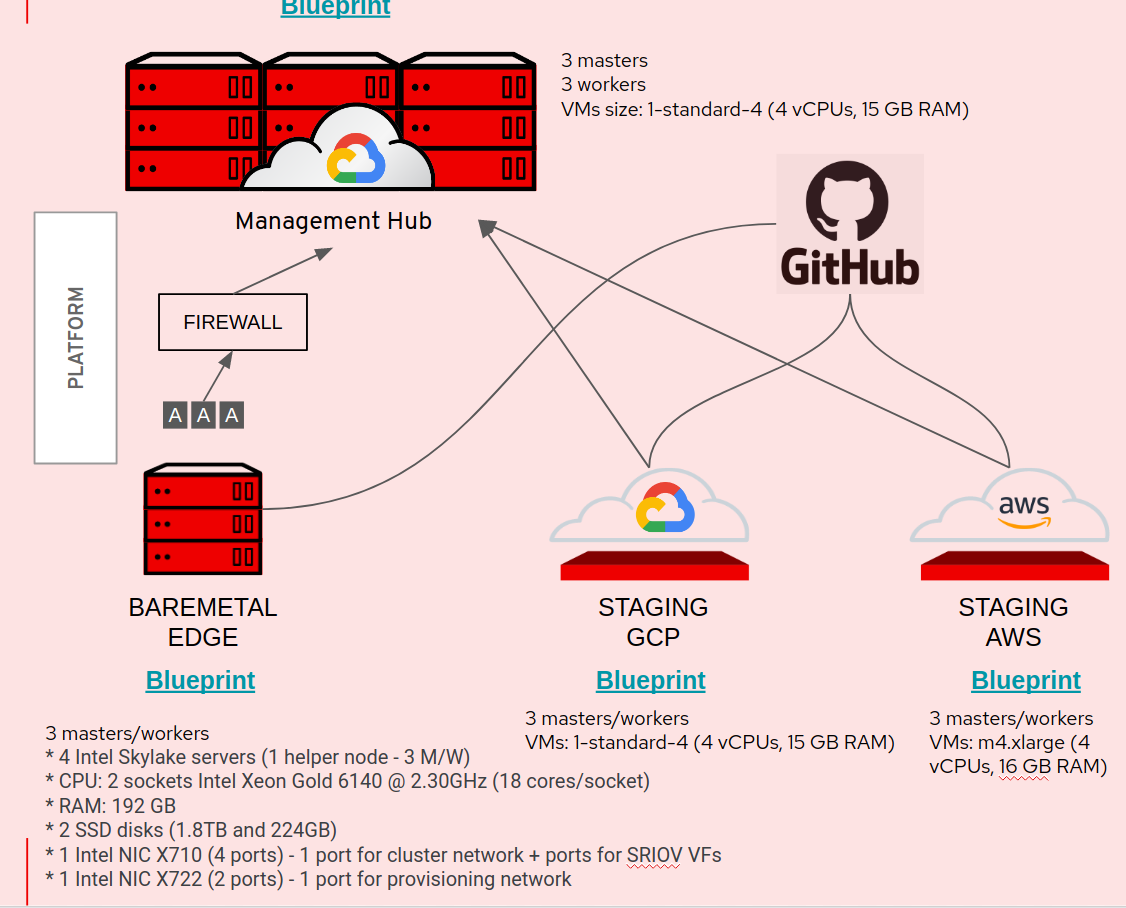 Blueprint
3 masters
3 workers
VMs size: 1-standard-4 (4 vCPUs, 15 GB RAM)
GitHub
Management Hub
PLATFORM
FIREWALL
A A A
aws
BAREMETAL
EDGE
Blueprint
STAGING
GCP
Blueprint
STAGING
AWS
Blueprint
3 masters/workers
* 4 Intel Skylake servers (1 helper node - 3 M/W)
* CPU: 2 sockets Intel Xeon Gold 6140 @ 2.30GHz (18 cores/socket)
* RAM: 192 GB
* 2 SSD disks (1.8TB and 224GB)
* 1 Intel NIC X710 (4 ports) - 1 port for cluster network + ports for SRIOV VFs
* 1 Intel NIC X722 (2 ports) - 1 port for provisioning network
3 masters/workers
VMs: 1-standard-4 (4 vCPUs, 15 GB RAM)
3 masters/workers
VMs: m4.xlarge (4
vCPUs, 16 GB RAM)